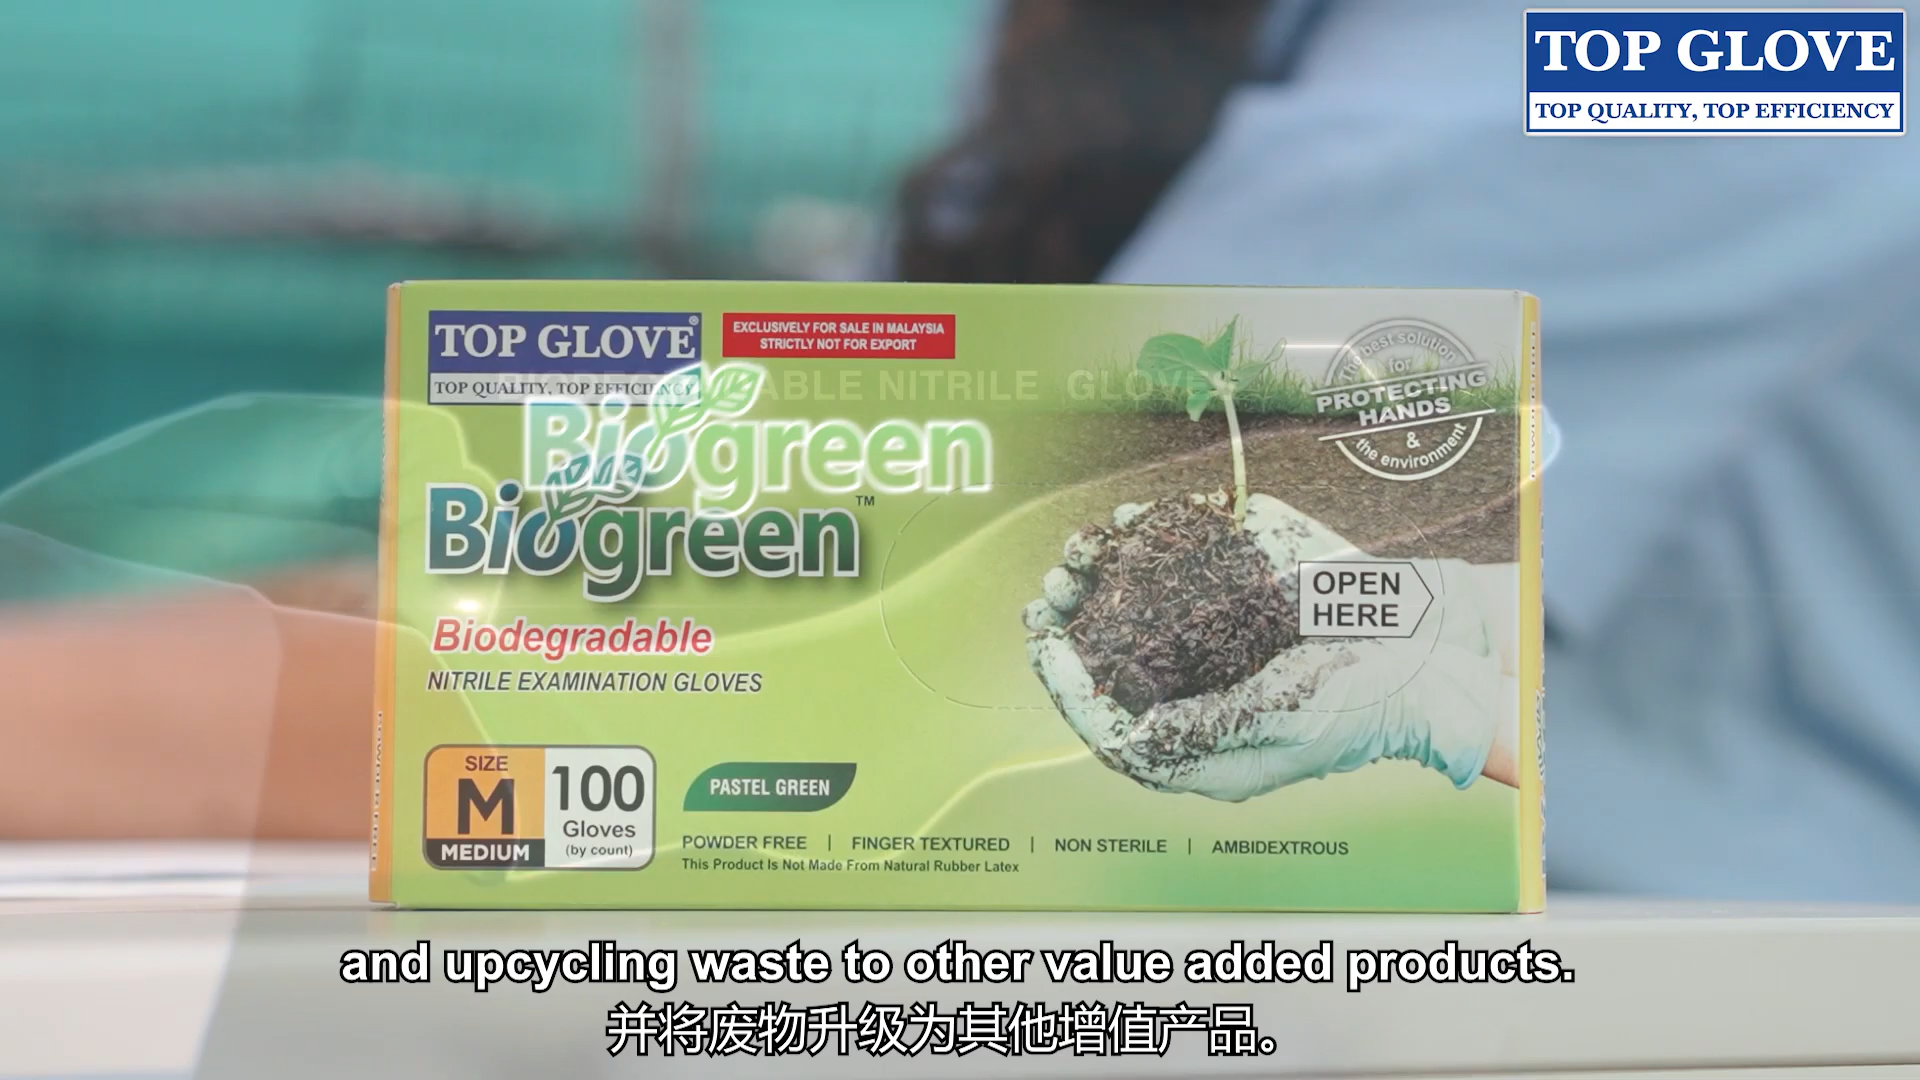 TOP GLOVE
TOP QUALITY, TOP EFFICIENCY
TOP GLOVE®
TOP QUALITY, TOP EFFICIENCY
EXCLUSIVELY FOR SALE IN MALAYSIA
STRICTLY NOT FOR EXPORT
BIODEGRADABLE NITRILE GLOVE
Biogreen
Biogreen™
Biodegradable
NITRILE EXAMINATION GLOVES
The best solution
for
PROTECTING
HANDS
&
the environment
OPEN
HERE
SIZE
M
MEDIUM
100
Gloves
(by count)
PASTEL GREEN
POWDER FREE | FINGER TEXTURED | NON STERILE | AMBIDEXTROUS
This Product Is Not Made From Natural Rubber Latex
and upcycling waste to other value added products.
并将废物升级为其他增值产品。